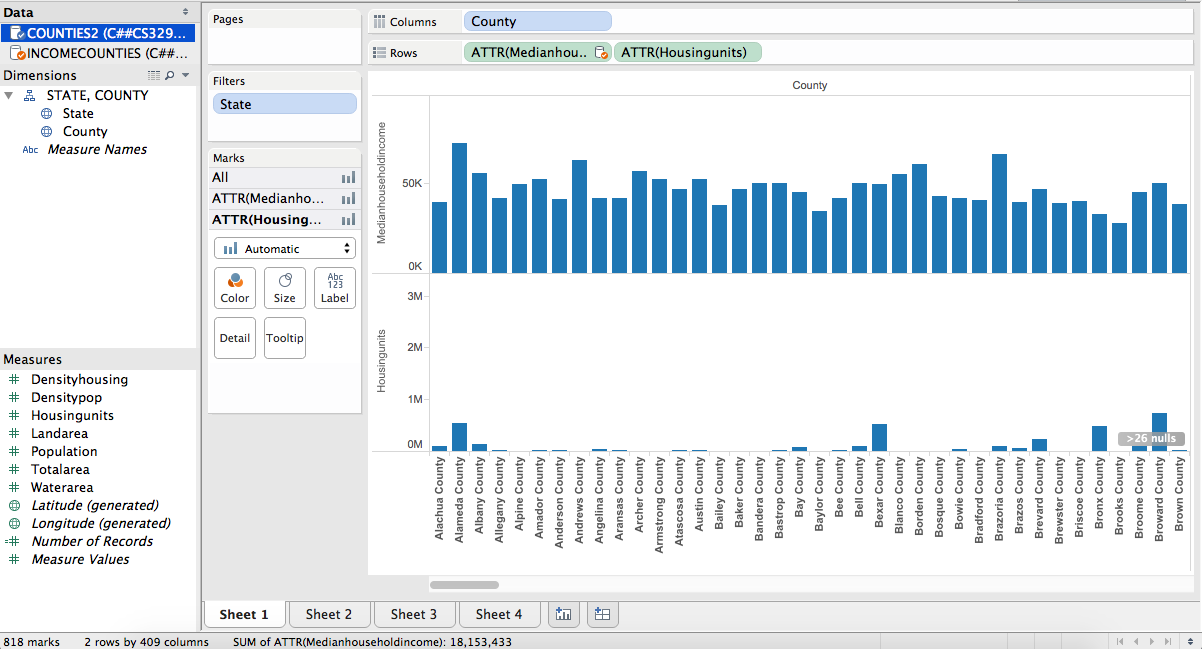 Data
COUNTIES2 (C##CS329...
INCOMECOUNTIES (C##...
Dimensions
STATE, COUNTY
State
County
Abc Measure Names
Measures
Densityhousing
Densitypop
Housingunits
Landarea
Population
Totalarea
Waterarea
Latitude (generated)
Longitude (generated)
Number of Records
Measure Values
Pages
Filters
State
Marks
All
ATTR(Medianho...
ATTR(Housing...
Automatic
Color
Size
Abc
123
Label
Detail
Tooltip
Columns
County
Rows
ATTR(Medianhou..
ATTR(Housingunits)
County
Medianhouseholdincome
50K
0K
Housingunits
3M
2M
1M
0M
>26 nulls
Alachua County
Alameda County
Albany County
Allegany County
Alpine County
Amador County
Anderson County
Andrews County
Angelina County
Aransas County
Archer County
Armstrong County
Atascosa County
Austin County
Bailey County
Baker County
Bandera County
Bastrop County
Bay County
Baylor County
Bee County
Bell County
Bexar County
Blanco County
Borden County
Bosque County
Bowie County
Bradford County
Brazoria County
Brazos County
Brevard County
Brewster County
Briscoe County
Bronx County
Brooks County
Broome County
Broward County
Brown County
Sheet 1
Sheet 2
Sheet 3
Sheet 4
818 marks
2 rows by 409 columns
SUM of ATTR(Medianhouseholdincome): 18,153,433